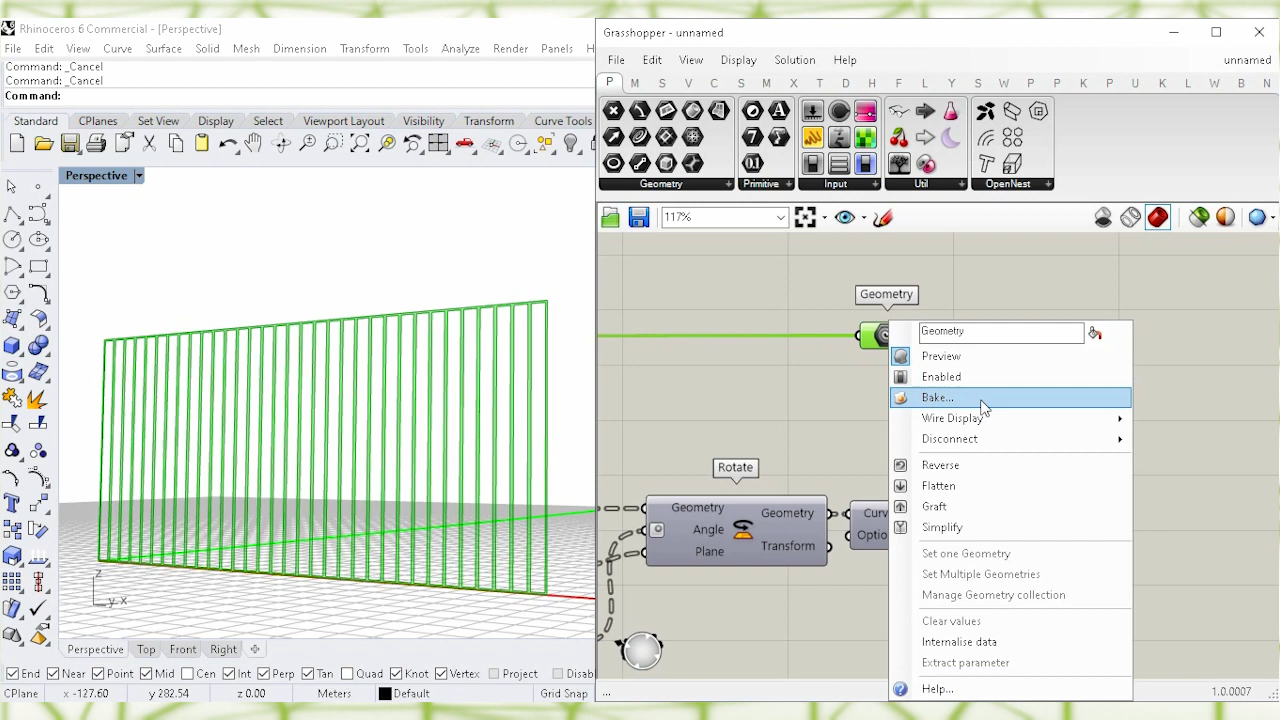 Rhinoceros 6 Commercial - [Perspective]
File Edit View Curve Surface Solid Mesh Dimension Transform Tools Analyze Render Panels H
Command: _Cancel
Command: _Cancel
Command:
Standard CPlanes Set View Display Select Viewport Layout Visibility Transform Curve Tools
Perspective
z
y x
Perspective Top Front Right
End Near Point Mid Cen Int Perp Tan Quad Knot Vertex Project Disab
CPlane x -127.60 y 282.54 z 0.00 Meters Default Grid Snap
Grasshopper - unnamed
File Edit View Display Solution Help unnamed
P M S V C S M X T D H F L Y S W P P P U K L W B N
Geometry Primitive Input Util OpenNest
117%
Geometry
Geometry
Preview
Enabled
Bake...
Wire Display
Disconnect
Reverse
Flatten
Graft
Simplify
Set one Geometry
Set Multiple Geometries
Manage Geometry collection
Clear values
Internalise data
Extract parameter
Help...
Rotate
Geometry Geometry
Angle
Plane Transform
Curv
Optio
...
1.0.0007